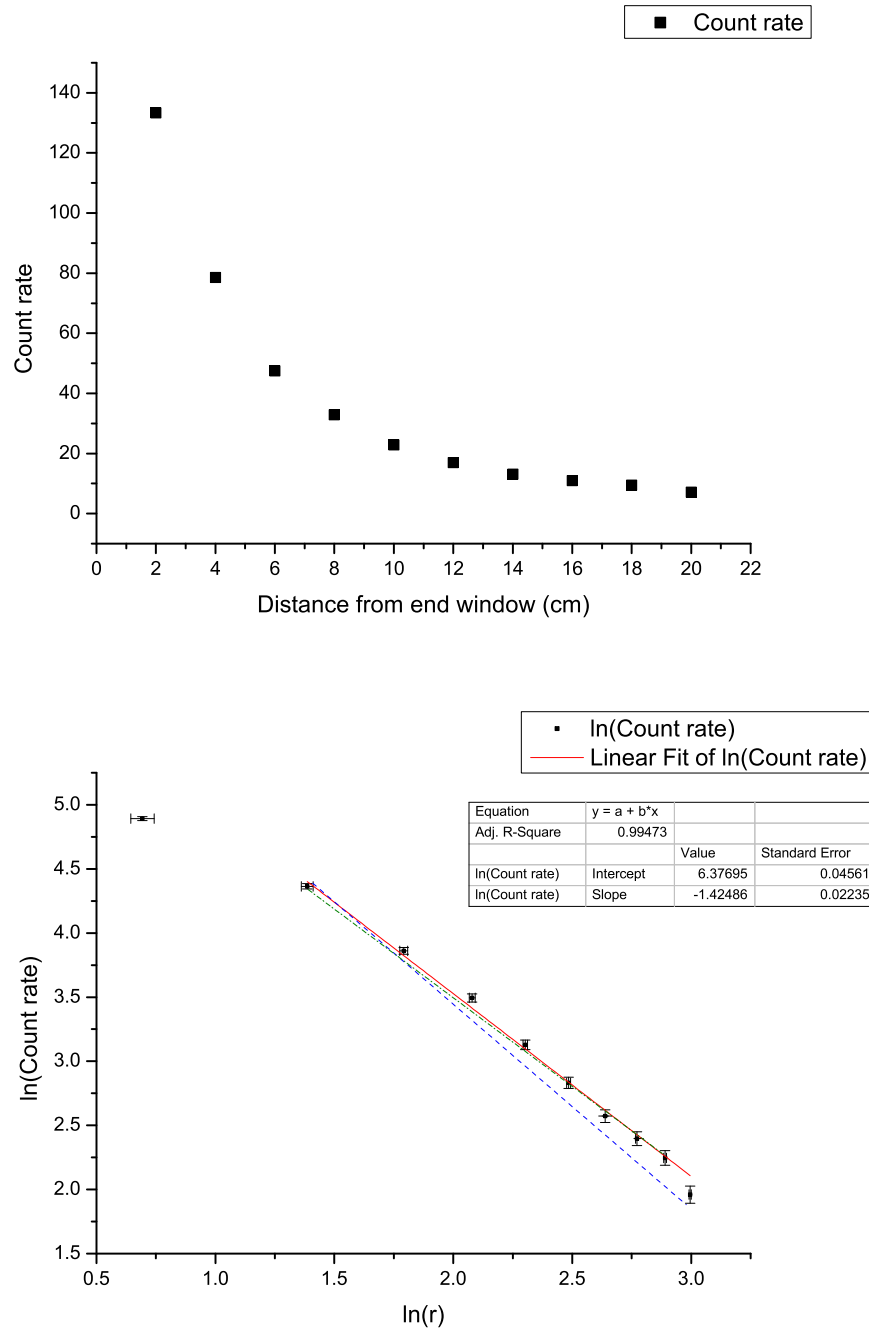 Count rate
140
120
100
80
60
40
20
0
Count rate
0 2 4 6 8 10 12 14 16 18 20 22
Distance from end window (cm)
ln(Count rate)
Linear Fit of ln(Count rate)
Equation y = a + b*x
Adj. R-Square 0.99473
Value Standard Error
ln(Count rate) Intercept 6.37695 0.04561
ln(Count rate) Slope -1.42486 0.02235
5.0
4.5
4.0
3.5
3.0
2.5
2.0
1.5
ln(Count rate)
0.5 1.0 1.5 2.0 2.5 3.0
ln(r)